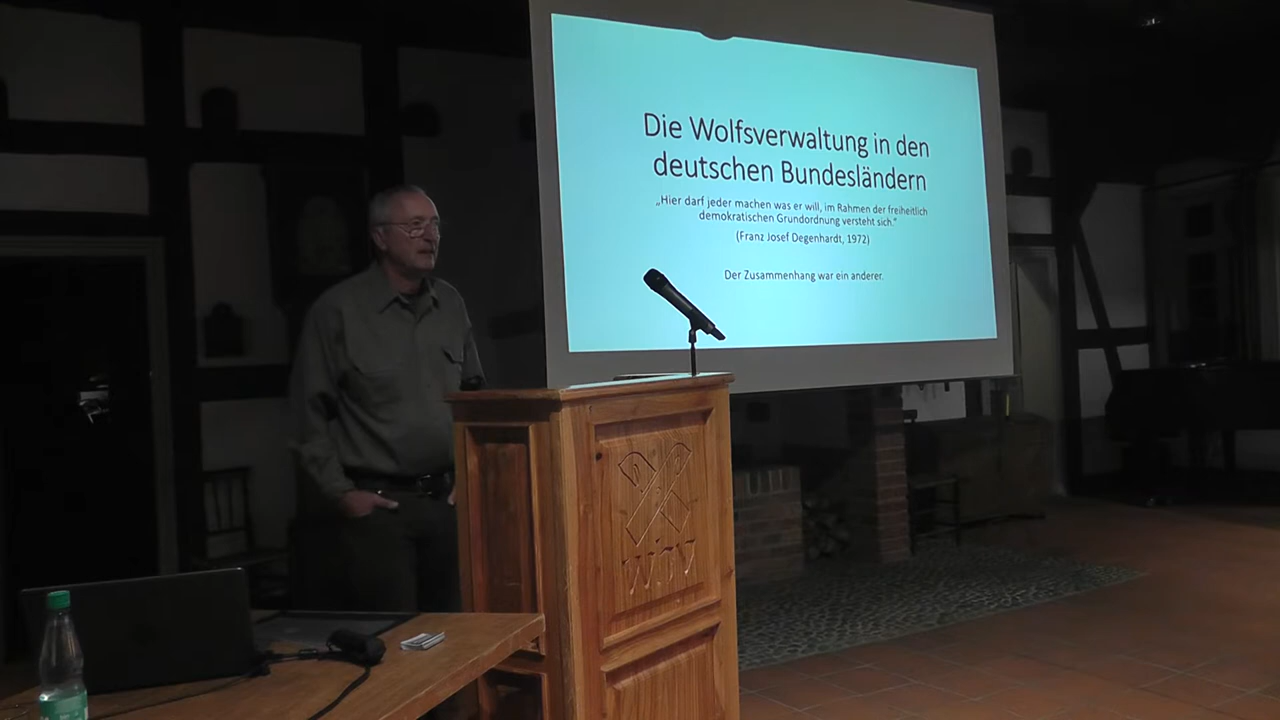 Die Wolfsverwaltung in den
deutschen Bundesländern
„Hier darf jeder machen was er will, im Rahmen der freiheitlich
demokratischen Grundordnung versteht sich.“
(Franz Josef Degenhardt, 1972)
Der Zusammenhang war ein anderer.